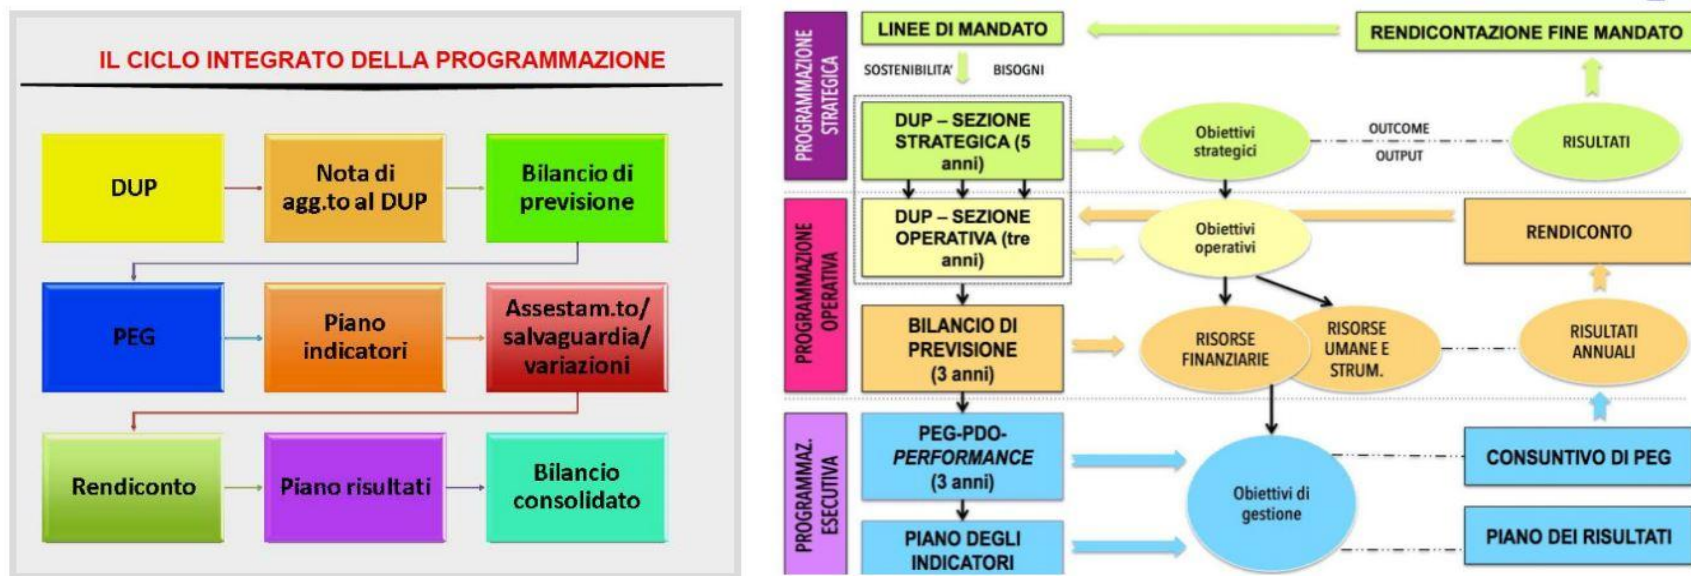 IL CICLO INTEGRATO DELLA PROGRAMMAZIONE
DUP
Nota di
agg.to al DUP
Bilancio di
previsione
PEG
Piano
indicatori
Assestam.to/
salvaguardia/
variazioni
Rendiconto
Piano risultati
Bilancio
consolidato
PROGRAMMAZIONE
STRATEGICA
LINEE DI MANDATO
RENDICONTAZIONE FINE MANDATO
SOSTENIBILITA'
BISOGNI
DUP – SEZIONE
STRATEGICA (5
anni)
Obiettivi
strategici
OUTCOME
OUTPUT
RISULTATI
PROGRAMMAZIONE
OPERATIVA
DUP – SEZIONE
OPERATIVA (tre
anni)
Obiettivi
operativi
RENDICONTO
BILANCIO DI
PREVISIONE
(3 anni)
RISORSE
FINANZIARIE
RISORSE
UMANE E
STRUM.
RISULTATI
ANNUALI
PROGRAMMAZ.
ESECUTIVA
PEG-PDO-
PERFORMANCE
(3 anni)
Obiettivi di
gestione
CONSUNTIVO DI PEG
PIANO DEGLI
INDICATORI
PIANO DEI RISULTATI